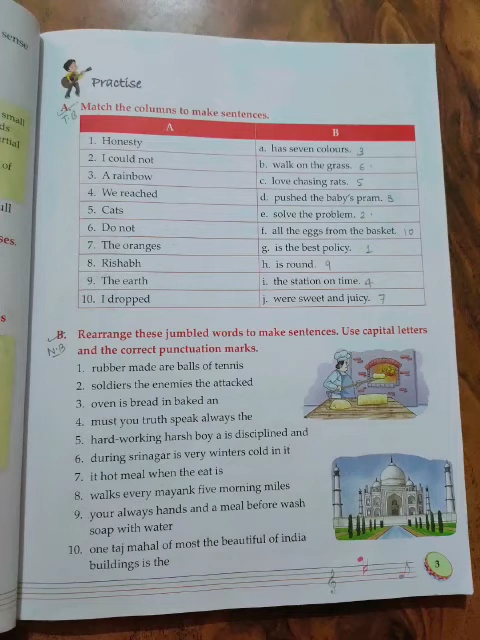 sense
small
ds
rtial
of
ull
ses.
s
Practise
A. Match the columns to make sentences.
T.B
A B
1. Honesty a. has seven colours. 3
2. I could not b. walk on the grass. 6
3. A rainbow c. love chasing rats. 5
4. We reached d. pushed the baby's pram. 8
5. Cats e. solve the problem. 2
6. Do not f. all the eggs from the basket. 10
7. The oranges g. is the best policy. 1
8. Rishabh h. is round. 9
9. The earth i. the station on time. 4
10. I dropped j. were sweet and juicy. 7
B. Rearrange these jumbled words to make sentences. Use capital letters
N.B and the correct punctuation marks.
1. rubber made are balls of tennis
2. soldiers the enemies the attacked
3. oven is bread in baked an
4. must you truth speak always the
5. hard-working harsh boy a is disciplined and
6. during srinagar is very winters cold in it
7. it hot meal when the eat is
8. walks every mayank five morning miles
9. your always hands and a meal before wash
soap with water
10. one taj mahal of most the beautiful of india
buildings is the
3